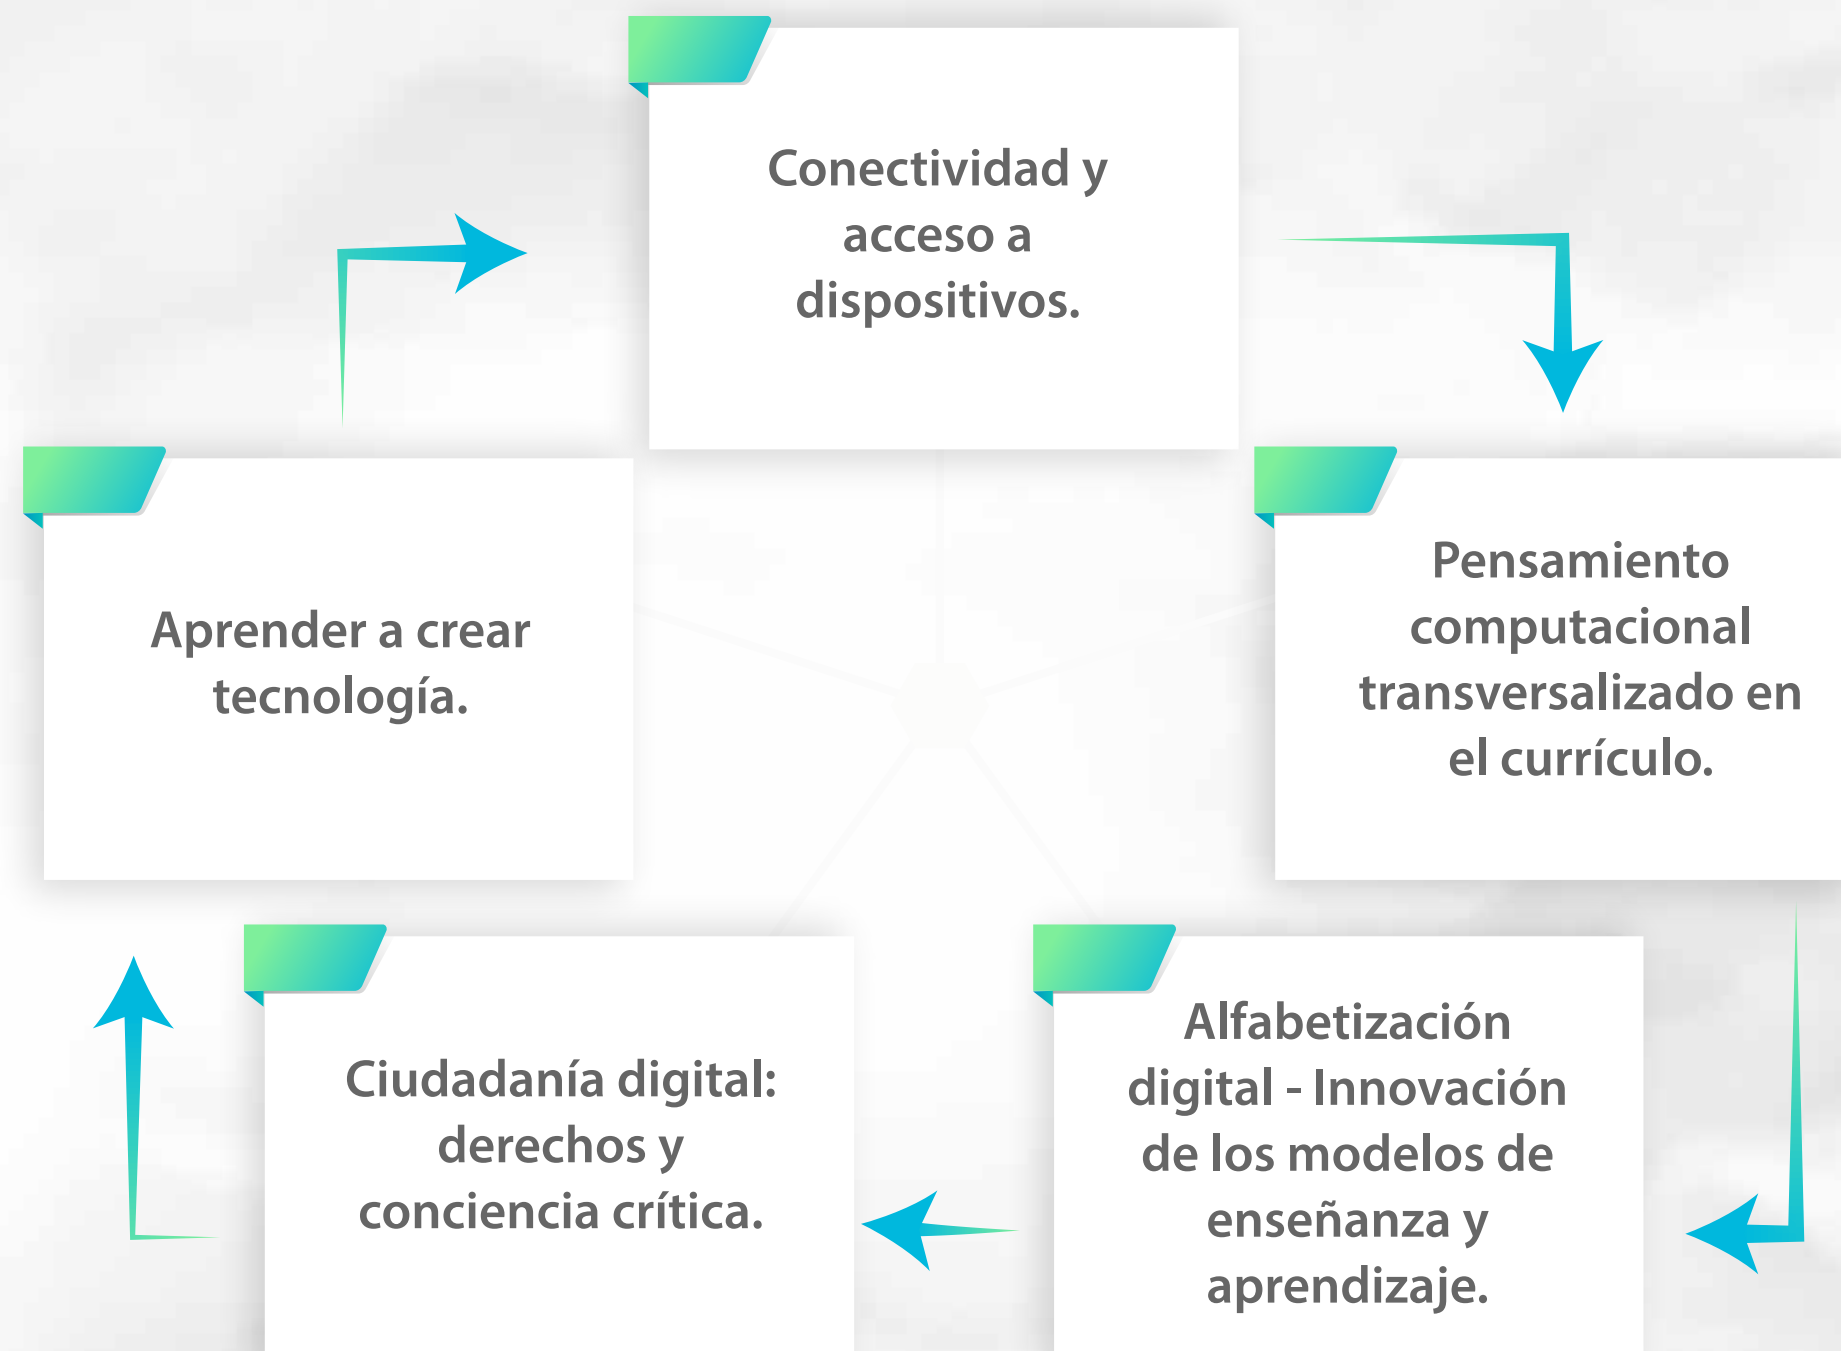 Conectividad y
acceso a
dispositivos.
Pensamiento
computacional
transversalizado en
el currículo.
Alfabetización
digital - Innovación
de los modelos de
enseñanza y
aprendizaje.
Ciudadanía digital:
derechos y
conciencia crítica.
Aprender a crear
tecnología.